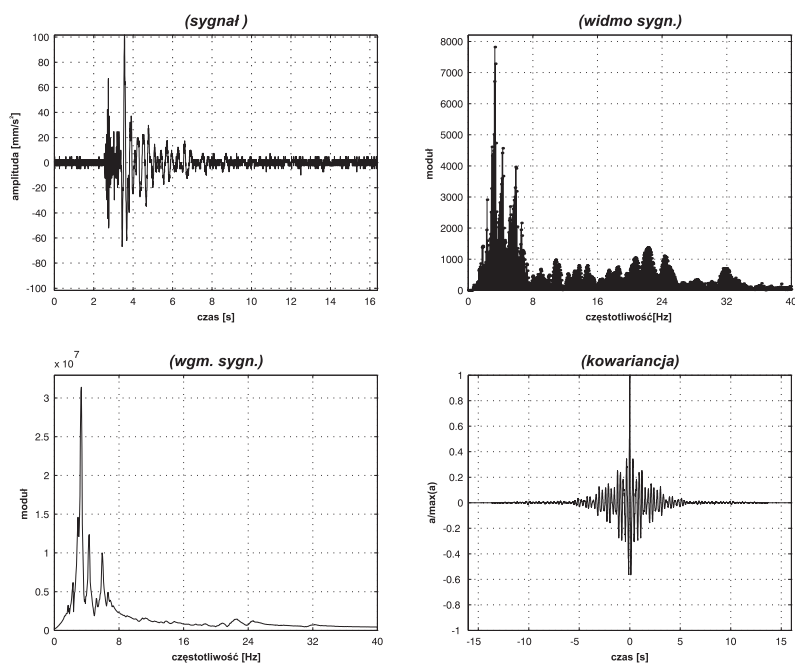 (sygnał )
amplituda [mm/s²]
100
80
60
40
20
0
-20
-40
-60
-80
-100
0 2 4 6 8 10 12 14 16
czas [s]
(widmo sygn.)
moduł
8000
7000
6000
5000
4000
3000
2000
1000
0
0 8 16 24 32 40
częstotliwość[Hz]
(wgm. sygn.)
x 10⁷
moduł
3
2.5
2
1.5
1
0.5
0
0 8 16 24 32 40
częstotliwość [Hz]
(kowariancja)
a/max(a)
1
0.8
0.6
0.4
0.2
0
-0.2
-0.4
-0.6
-0.8
-1
-15 -10 -5 0 5 10 15
czas [s]